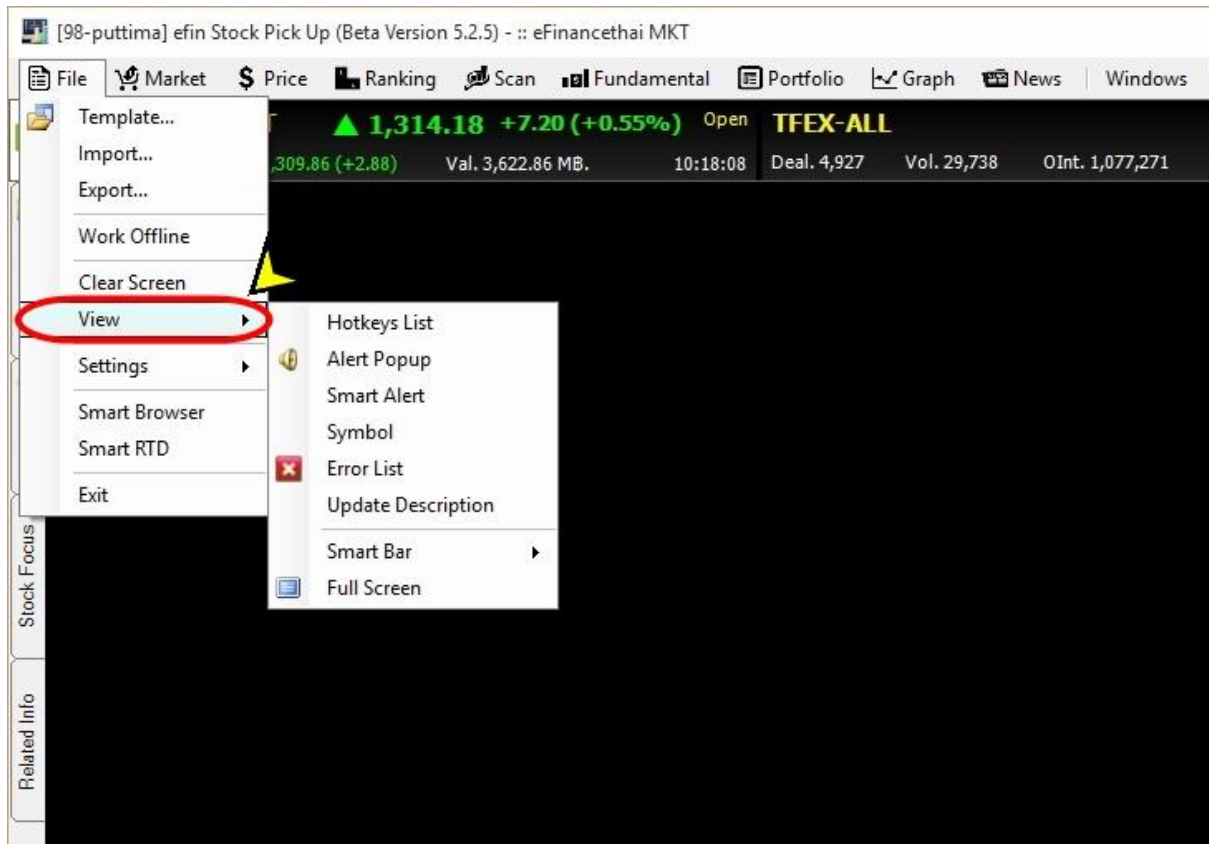 [98-puttima] efin Stock Pick Up (Beta Version 5.2.5) - :: eFinancethai MKT
File Market $ Price Ranking Scan Fundamental Portfolio Graph News Windows
▲ 1,314.18 +7.20 (+0.55%) Open TFEX-ALL
,309.86 (+2.88) Val. 3,622.86 MB. 10:18:08 Deal. 4,927 Vol. 29,738 OInt. 1,077,271
Template...
Import...
Export...
Work Offline
Clear Screen
View
Settings
Smart Browser
Smart RTD
Exit
Hotkeys List
Alert Popup
Smart Alert
Symbol
Error List
Update Description
Smart Bar
Full Screen
Stock Focus
Related Info